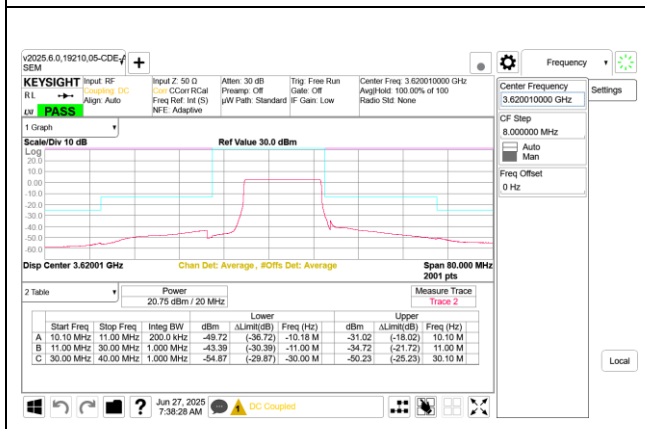 v2025.6.0,19210,05-CDE-A
SEM
Frequency
KEYSIGHT
RL
PASS
Input: RF
Coupling: DC
Align: Auto
Input Z: 50 Ω
Corr CCorr RCal
Freq Ref: Int (S)
NFE: Adaptive
Atten: 30 dB
Preamp: Off
µW Path: Standard
Trig: Free Run
Gate: Off
IF Gain: Low
Center Freq: 3.620010000 GHz
Avg|Hold: 100.00% of 100
Radio Std: None
Center Frequency
3.620010000 GHz
Settings
CF Step
8.000000 MHz
Auto
Man
Freq Offset
0 Hz
1 Graph
Scale/Div 10 dB
Ref Value 30.0 dBm
Log
20.0
10.0
0.00
-10.0
-20.0
-30.0
-40.0
-50.0
-60.0
Disp Center 3.62001 GHz
Chan Det: Average , #Offs Det: Average
Span 80.000 MHz
2001 pts
2 Table
Power
20.75 dBm / 20 MHz
Measure Trace
Trace 2
Lower Upper
Start Freq Stop Freq Integ BW dBm ΔLimit(dB) Freq (Hz) dBm ΔLimit(dB) Freq (Hz)
A 10.10 MHz 11.00 MHz 200.0 kHz -49.72 (-36.72) -10.18 M -31.02 (-18.02) 10.10 M
B 11.00 MHz 30.00 MHz 1.000 MHz -43.39 (-30.39) -11.00 M -34.72 (-21.72) 11.00 M
C 30.00 MHz 40.00 MHz 1.000 MHz -54.87 (-29.87) -30.00 M -50.23 (-25.23) 30.10 M
Local
?
Jun 27, 2025
7:38:28 AM
DC Coupled